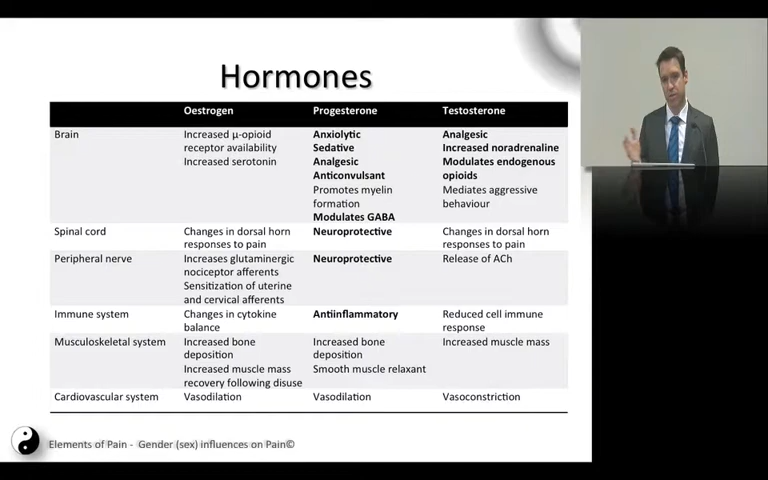 Hormones
Oestrogen Progesterone Testosterone
Brain Increased μ-opioid Anxiolytic Analgesic
receptor availability Sedative Increased noradrenaline
Increased serotonin Analgesic Modulates endogenous
Anticonvulsant opioids
Promotes myelin Mediates aggressive
formation behaviour
Modulates GABA
Spinal cord Changes in dorsal horn Neuroprotective Changes in dorsal horn
responses to pain responses to pain
Peripheral nerve Increases glutaminergic Neuroprotective Release of ACh
nociceptor afferents
Sensitization of uterine
and cervical afferents
Immune system Changes in cytokine Antiinflammatory Reduced cell immune
balance response
Musculoskeletal system Increased bone Increased bone Increased muscle mass
deposition deposition
Increased muscle mass Smooth muscle relaxant
recovery following disuse
Cardiovascular system Vasodilation Vasodilation Vasoconstriction
Elements of Pain - Gender (sex) influences on Pain©